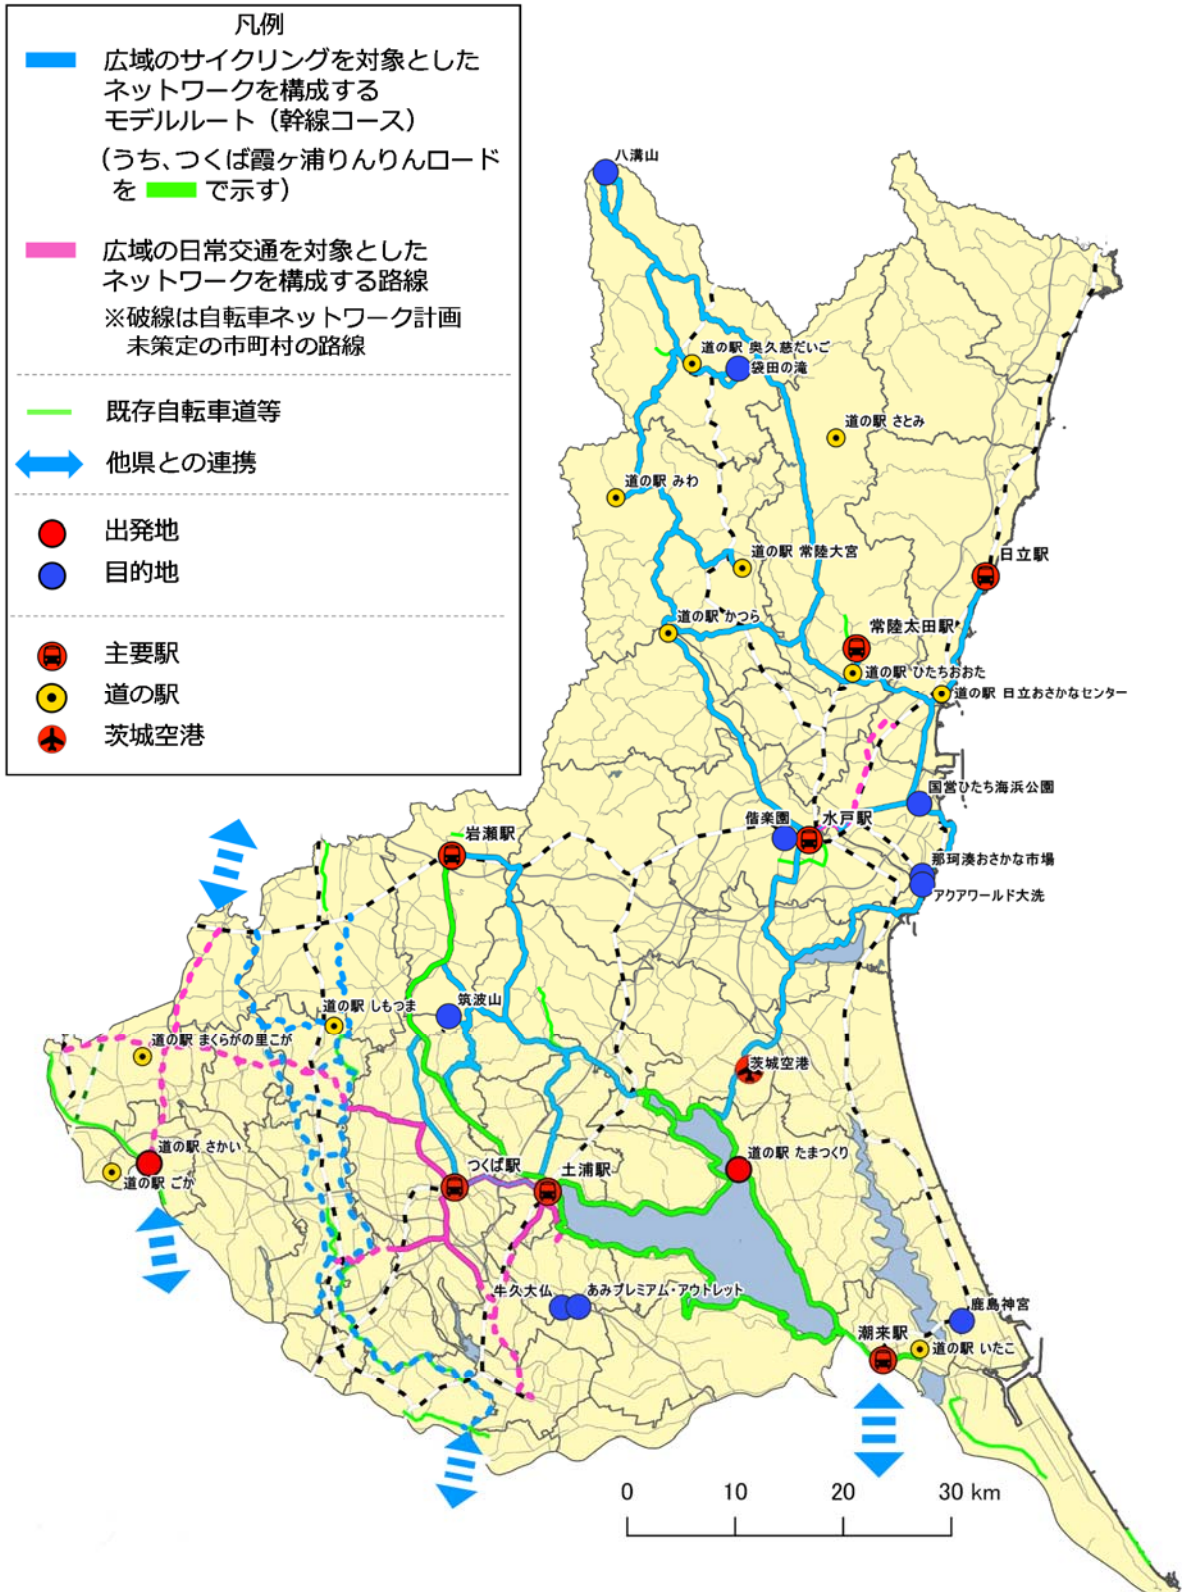 凡例
広域のサイクリングを対象とした
ネットワークを構成する
モデルルート（幹線コース）
（うち、つくば霞ヶ浦りんりんロード
を で示す）
広域の日常交通を対象とした
ネットワークを構成する路線
※破線は自転車ネットワーク計画
未策定の市町村の路線
既存自転車道等
他県との連携
出発地
目的地
主要駅
道の駅
茨城空港
八溝山
道の駅 奥久慈だいご
袋田の滝
道の駅 さとみ
道の駅 みわ
道の駅 常陸大宮
日立駅
道の駅 かつら
常陸太田駅
道の駅 ひたちおおた
道の駅 日立おさかなセンター
国営ひたち海浜公園
偕楽園
水戸駅
岩瀬駅
那珂湊おさかな市場
アクアワールド大洗
筑波山
道の駅 しもつま
道の駅 まくらがの里こが
茨城空港
道の駅 さかい
道の駅 ごか
つくば駅
土浦駅
道の駅 たまつくり
牛久大仏
あみプレミアム・アウトレット
鹿島神宮
潮来駅
道の駅 いたこ
0 10 20 30 km